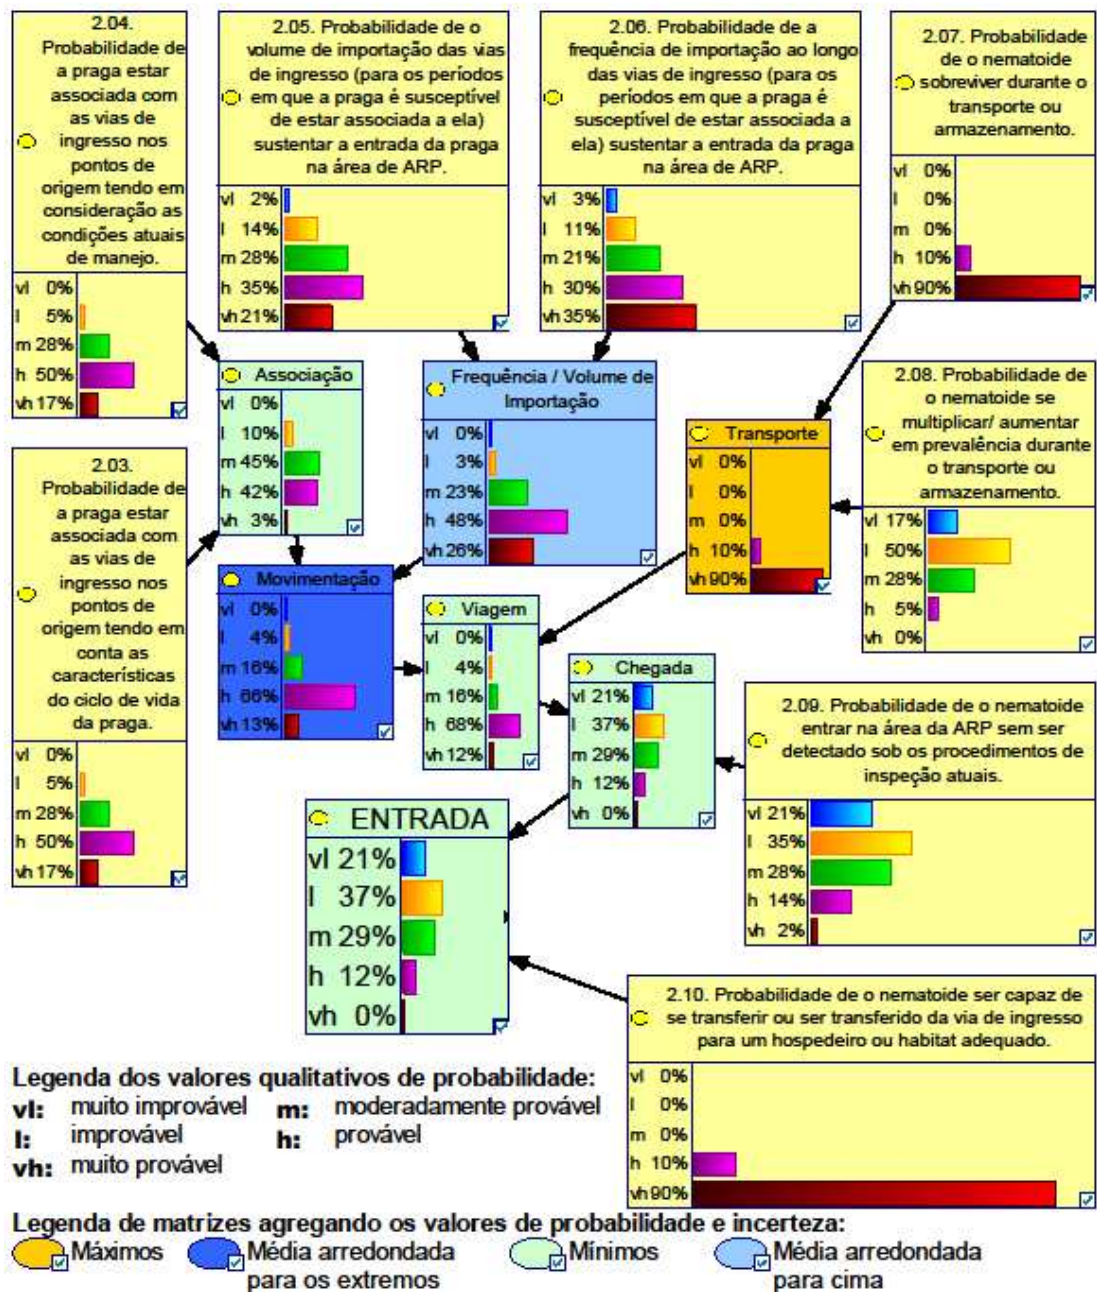 2.04.
Probabilidade de
a praga estar
associada com
as vias de
ingresso nos
pontos de
origem tendo em
consideração as
condições atuais
de manejo.
vl 0%
l 5%
m 28%
h 50%
vh 17%
2.05. Probabilidade de o
volume de importação das vias
de ingresso (para os períodos
em que a praga é susceptível
de estar associada a ela)
sustentar a entrada da praga
na área de ARP.
vl 2%
l 14%
m 28%
h 35%
vh 21%
2.06. Probabilidade de a
frequência de importação ao longo
das vias de ingresso (para os
períodos em que a praga é
susceptível de estar associada a
ela) sustentar a entrada da praga
na área de ARP.
vl 3%
l 11%
m 21%
h 30%
vh 35%
2.07. Probabilidade
de o nematoide
sobreviver durante o
transporte ou
armazenamento.
vl 0%
l 0%
m 0%
h 10%
vh 90%
Associação
vl 0%
l 10%
m 45%
h 42%
vh 3%
Frequência / Volume de
Importação
vl 0%
l 3%
m 23%
h 48%
vh 26%
Transporte
vl 0%
l 0%
m 0%
h 10%
vh 90%
2.08. Probabilidade de
o nematoide se
multiplicar/ aumentar
em prevalência durante
o transporte ou
armazenamento.
vl 17%
l 50%
m 28%
h 5%
vh 0%
2.03.
Probabilidade de
a praga estar
associada com
as vias de
ingresso nos
pontos de
origem tendo em
conta as
características
do ciclo de vida
da praga.
vl 0%
l 5%
m 28%
h 50%
vh 17%
Movimentação
vl 0%
l 4%
m 16%
h 66%
vh 13%
Viagem
vl 0%
l 4%
m 16%
h 68%
vh 12%
Chegada
vl 21%
l 37%
m 29%
h 12%
vh 0%
2.09. Probabilidade de o nematoide
entrar na área da ARP sem ser
detectado sob os procedimentos de
inspeção atuais.
vl 21%
l 35%
m 28%
h 14%
vh 2%
ENTRADA
vl 21%
l 37%
m 29%
h 12%
vh 0%
2.10. Probabilidade de o nematoide ser capaz de
se transferir ou ser transferido da via de ingresso
para um hospedeiro ou habitat adequado.
vl 0%
l 0%
m 0%
h 10%
vh 90%
Legenda dos valores qualitativos de probabilidade:
vl: muito improvável m: moderadamente provável
l: improvável h: provável
vh: muito provável
Legenda de matrizes agregando os valores de probabilidade e incerteza:
Máximos Média arredondada Mínimos Média arredondada
para os extremos para cima